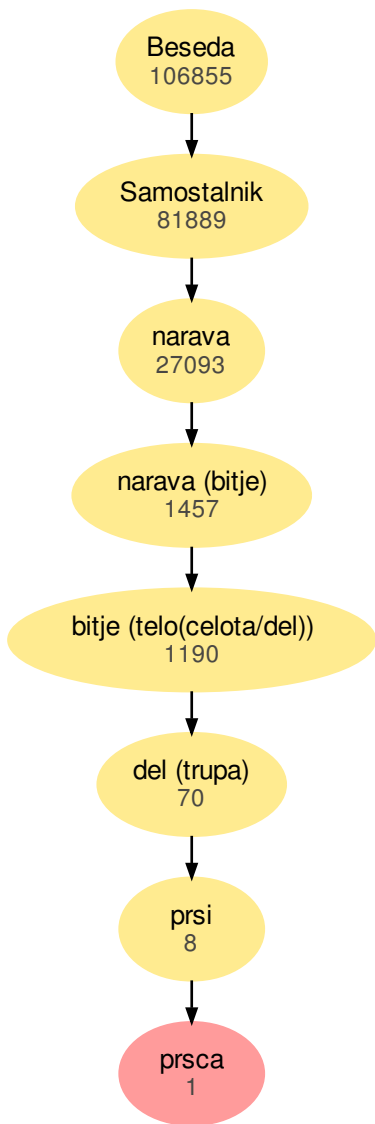 Beseda
106855
Samostalnik
81889
narava
27093
narava (bitje)
1457
bitje (telo(celota/del))
1190
del (trupa)
70
prsi
8
prsca
1